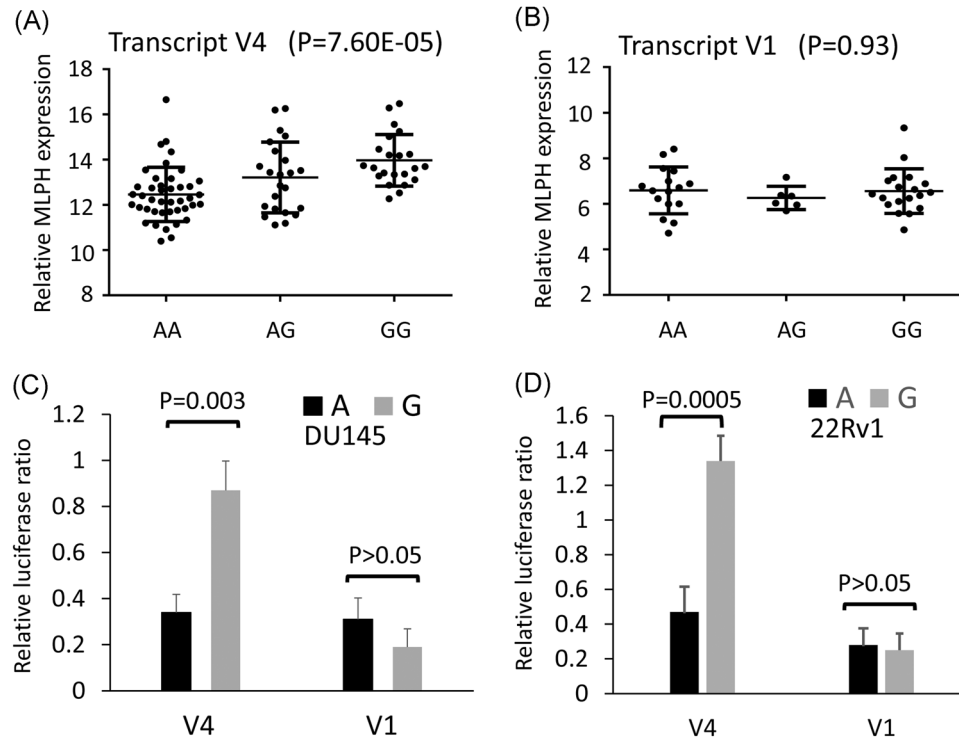 (A)
Transcript V4 (P=7.60E-05)
Relative MLPH expression
18
16
14
12
10
8
AA AG GG
(B)
Transcript V1 (P=0.93)
Relative MLPH expression
12
10
8
6
4
2
AA AG GG
(C)
Relative luciferase ratio
1.2
1
0.8
0.6
0.4
0.2
0
P=0.003
A G
DU145
P>0.05
V4 V1
(D)
Relative luciferase ratio
1.6
1.4
1.2
1
0.8
0.6
0.4
0.2
0
P=0.0005
A G
22Rv1
P>0.05
V4 V1